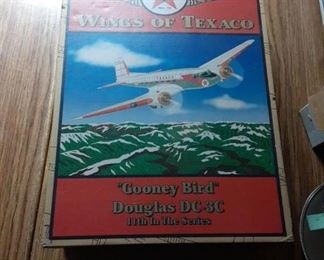 Wings of Texaco
"Gooney Bird"
Douglas DC-3C
11th In The Series